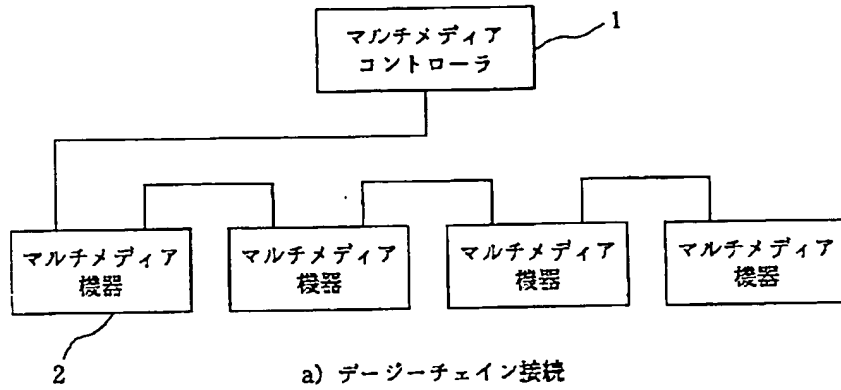 マルチメディア
コントローラ
1
マルチメディア
機器
マルチメディア
機器
マルチメディア
機器
マルチメディア
機器
2
a) デージーチェイン接続